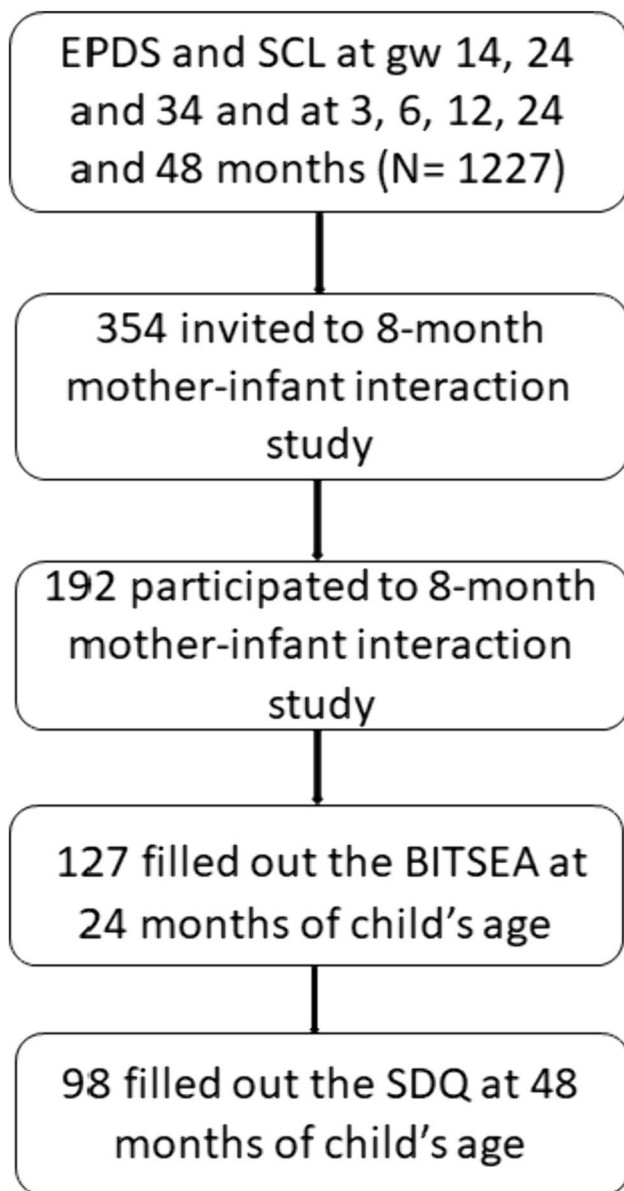 EPDS and SCL at gw 14, 24
and 34 and at 3, 6, 12, 24
and 48 months (N= 1227)
354 invited to 8-month
mother-infant interaction
study
192 participated to 8-month
mother-infant interaction
study
127 filled out the BITSEA at
24 months of child’s age
98 filled out the SDQ at 48
months of child’s age